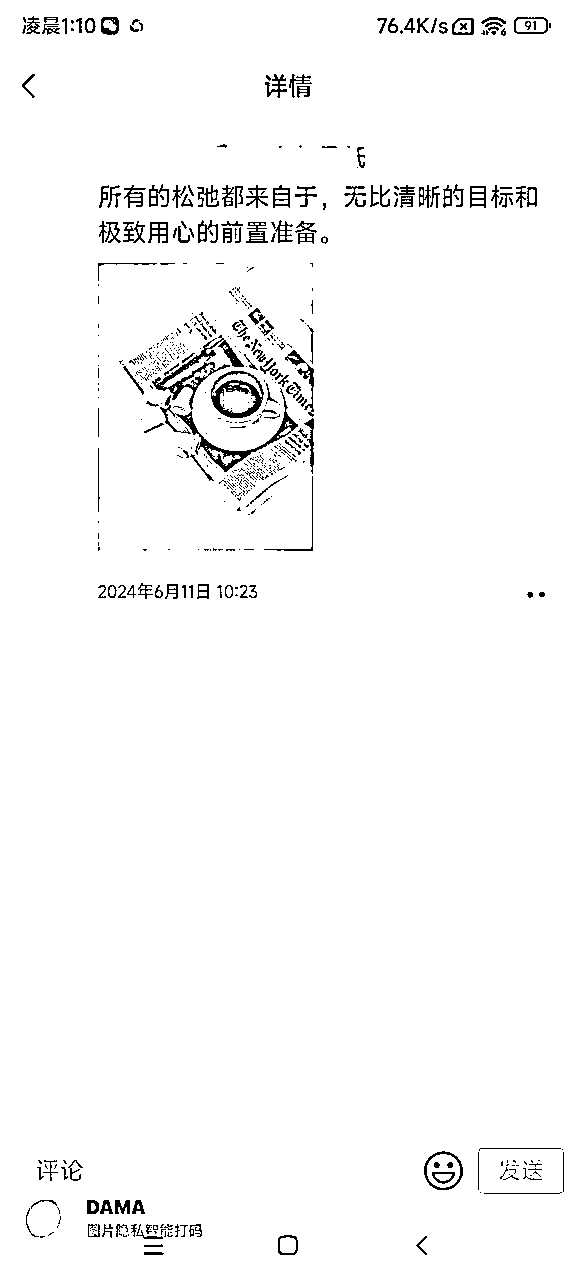 凌晨1:10 76.4K/s 91
详情
所有的松弛都来自于，无比清晰的目标和
极致用心的前置准备。
The New York Times
2024年6月11日 10:23
评论 发送
DAMA
图片隐私智能打码